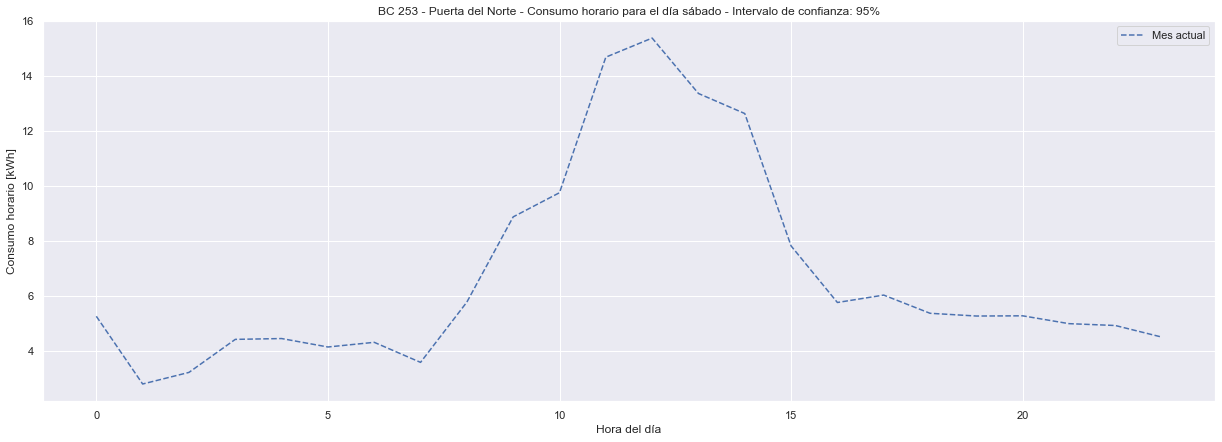 BC 253 - Puerta del Norte - Consumo horario para el día sábado - Intervalo de confianza: 95%
Mes actual
Consumo horario [kWh]
16
14
12
10
8
6
4
0 5 10 15 20
Hora del día